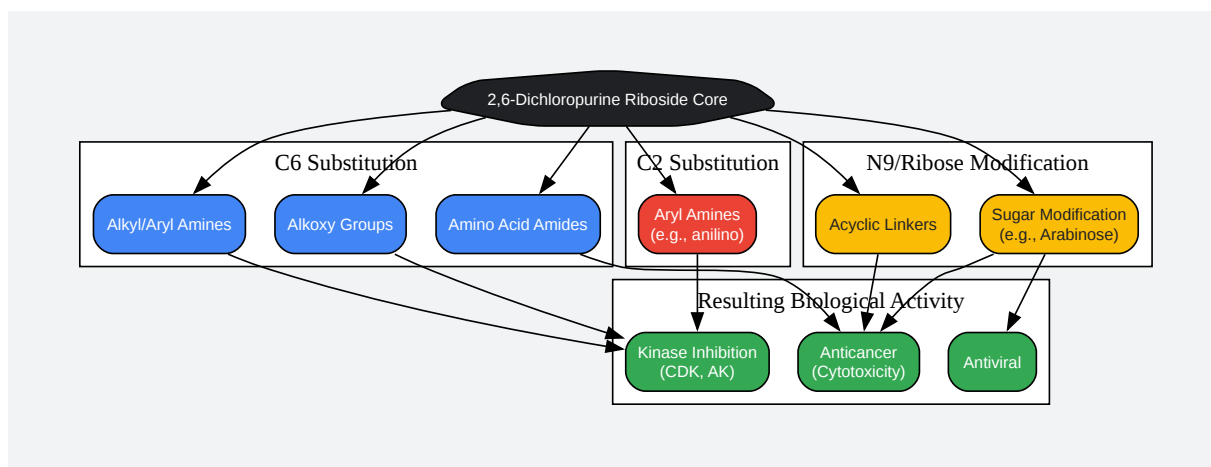 2,6-Dichloropurine Riboside Core
C6 Substitution
C2 Substitution
N9/Ribose Modification
Alkyl/Aryl Amines
Alkoxy Groups
Amino Acid Amides
Aryl Amines
(e.g., anilino)
Acyclic Linkers
Sugar Modification
(e.g., Arabinose)
Resulting Biological Activity
Kinase Inhibition
(CDK, AK)
Anticancer
(Cytotoxicity)
Antiviral